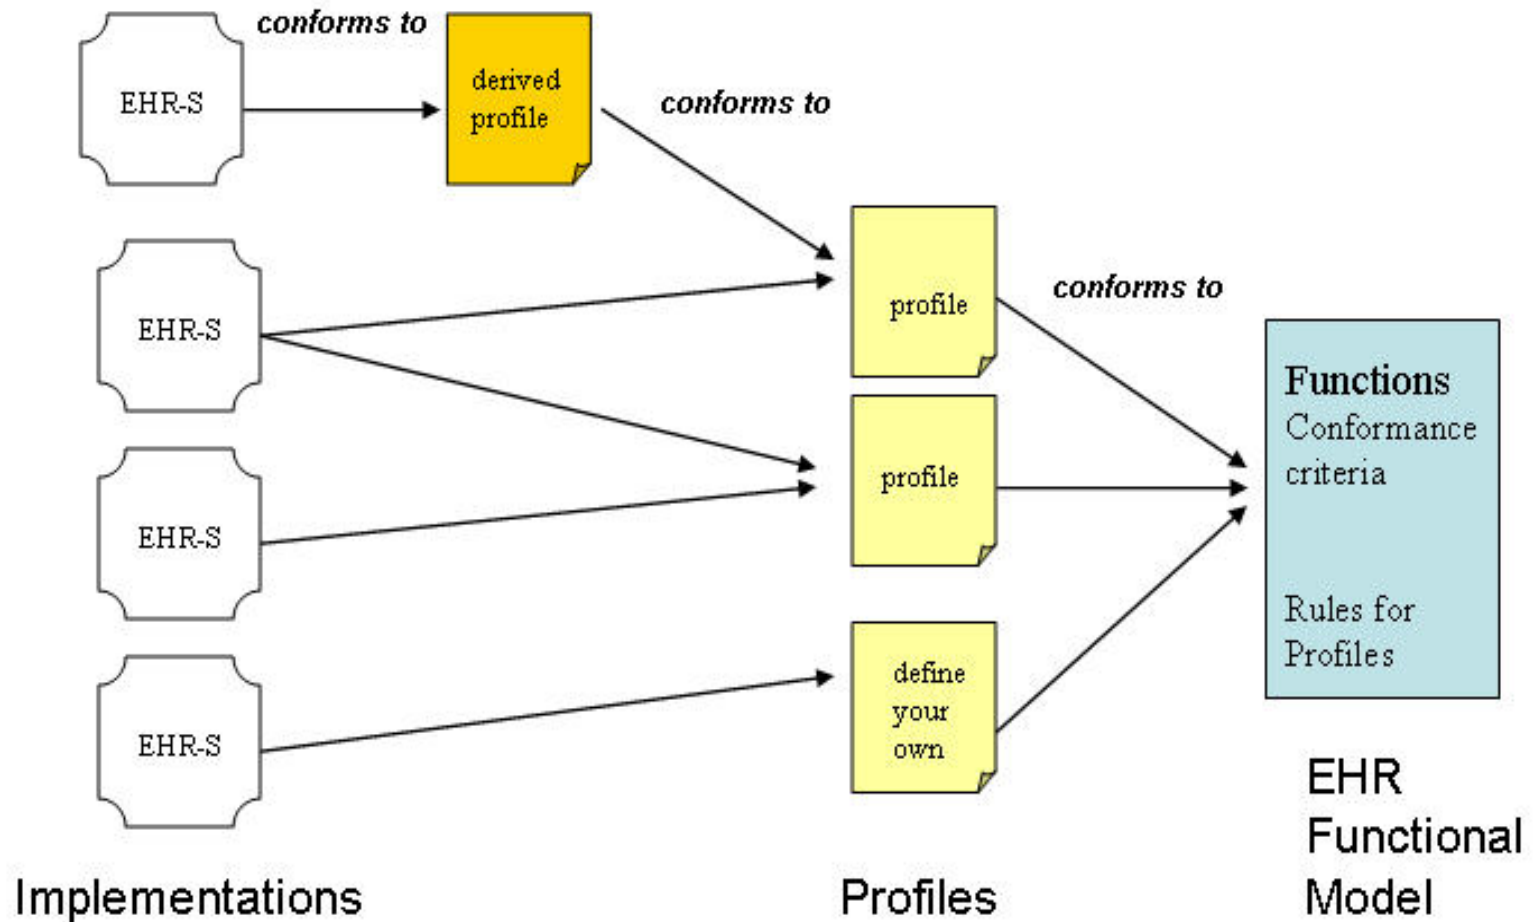 conforms to
EHR-S
derived
profile
conforms to
EHR-S
profile
conforms to
Functions
Conformance
criteria
Rules for
Profiles
EHR-S
profile
EHR-S
define
your
own
Implementations
Profiles
EHR
Functional
Model